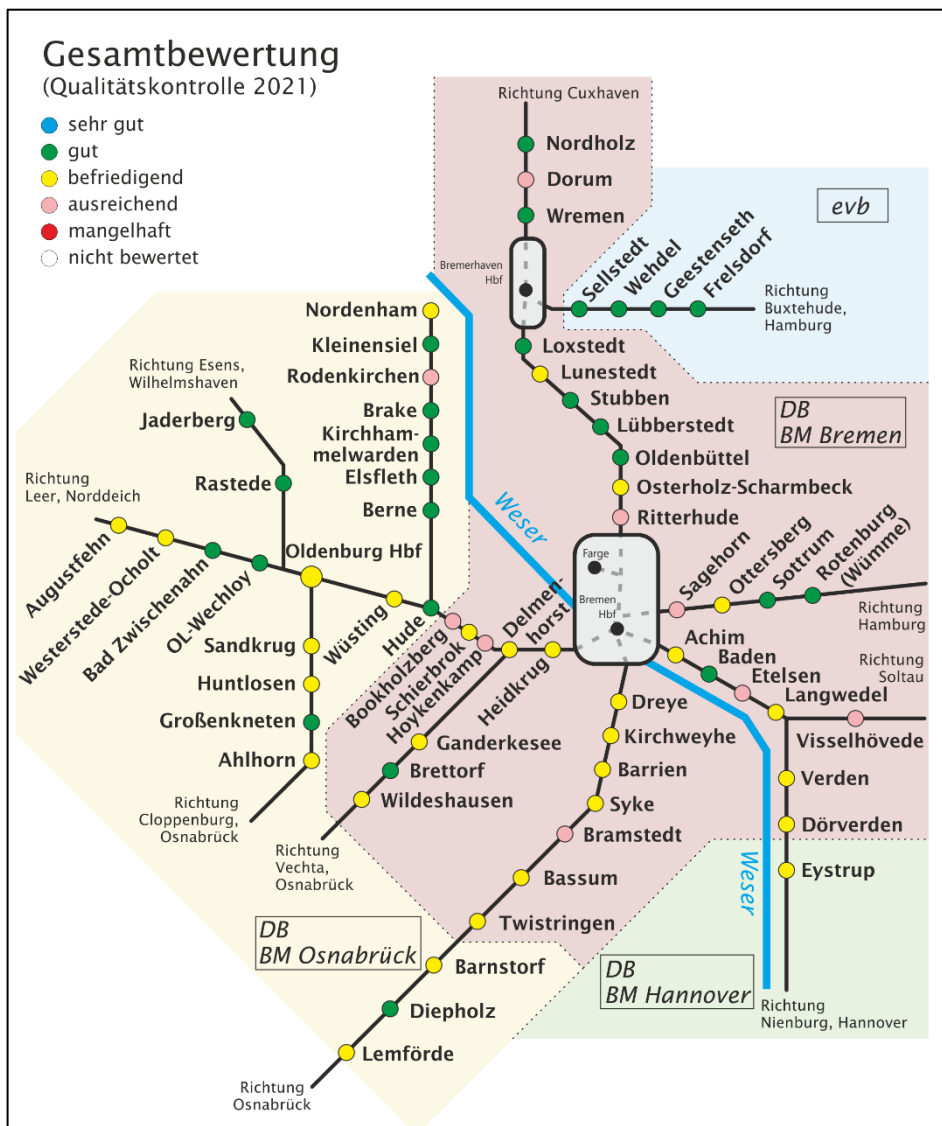 Gesamtbewertung
(Qualitätskontrolle 2021)
sehr gut
gut
befriedigend
ausreichend
mangelhaft
nicht bewertet
Richtung Cuxhaven
Nordholz
Dorum
Wremen
evb
Bremerhaven
Hbf
Sellstedt
Wehdel
Geestenseth
Frelsdorf
Richtung
Buxtehude,
Hamburg
Nordenham
Kleinensiel
Rodenkirchen
Brake
Kirchham-
melwarden
Elsfleth
Berne
Loxstedt
Lunestedt
Stubben
Lübberstedt
Oldenbüttel
Osterholz-Scharmbeck
Ritterhude
DB
BM Bremen
Richtung Esens,
Wilhelmshaven
Jaderberg
Rastede
Richtung
Leer, Norddeich
Augustfehn
Westerstede-Ocholt
Bad Zwischenahn
OL-Wechloy
Oldenburg Hbf
Wüsting
Hude
Weser
Farge
Bremen
Hbf
Sagehorn
Ottersberg
Sottrum
Rotenburg
(Wümme)
Richtung
Hamburg
Bookholzberg
Schierbrok
Hoykenkamp
Delmen-
horst
Heidkrug
Achim
Baden
Etelsen
Langwedel
Richtung
Soltau
Visselhövede
Verden
Dörverden
Eystrup
Sandkrug
Huntlosen
Großenkneten
Ahlhorn
Richtung
Cloppenburg,
Osnabrück
Ganderkesee
Brettorf
Wildeshausen
Richtung
Vechta,
Osnabrück
Dreye
Kirchweyhe
Barrien
Syke
Bramstedt
Bassum
Twistringen
Barnstorf
Diepholz
Lemförde
Richtung
Osnabrück
DB
BM Osnabrück
DB
BM Hannover
Weser
Richtung
Nienburg, Hannover